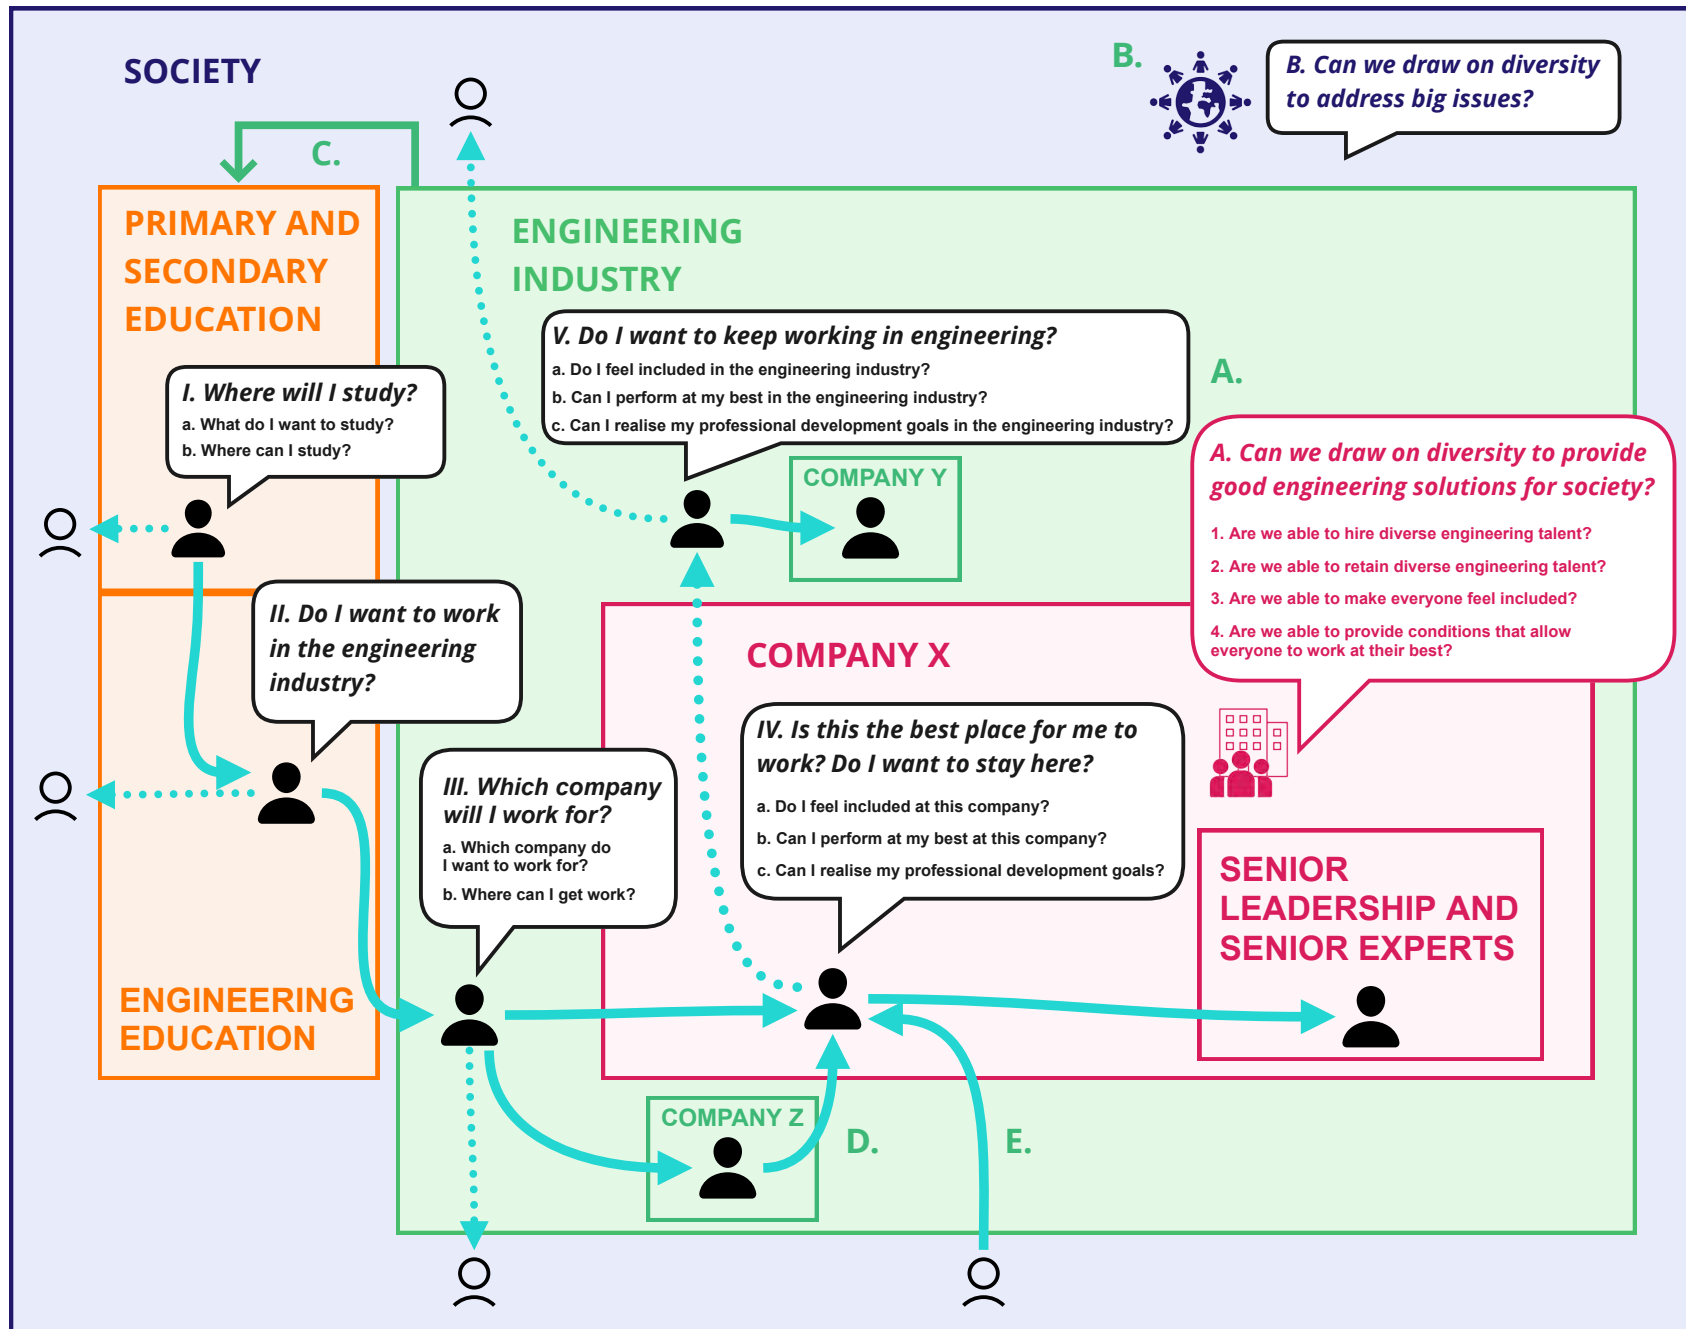 SOCIETY
B.
B. Can we draw on diversity
to address big issues?
C.
PRIMARY AND
SECONDARY
EDUCATION
ENGINEERING
INDUSTRY
V. Do I want to keep working in engineering?
a. Do I feel included in the engineering industry?
b. Can I perform at my best in the engineering industry?
c. Can I realise my professional development goals in the engineering industry?
A.
I. Where will I study?
a. What do I want to study?
b. Where can I study?
A. Can we draw on diversity to provide
good engineering solutions for society?
1. Are we able to hire diverse engineering talent?
2. Are we able to retain diverse engineering talent?
3. Are we able to make everyone feel included?
4. Are we able to provide conditions that allow
everyone to work at their best?
COMPANY Y
II. Do I want to work
in the engineering
industry?
COMPANY X
IV. Is this the best place for me to
work? Do I want to stay here?
a. Do I feel included at this company?
b. Can I perform at my best at this company?
c. Can I realise my professional development goals?
III. Which company
will I work for?
a. Which company do
I want to work for?
b. Where can I get work?
SENIOR
LEADERSHIP AND
SENIOR EXPERTS
ENGINEERING
EDUCATION
COMPANY Z
D.
E.